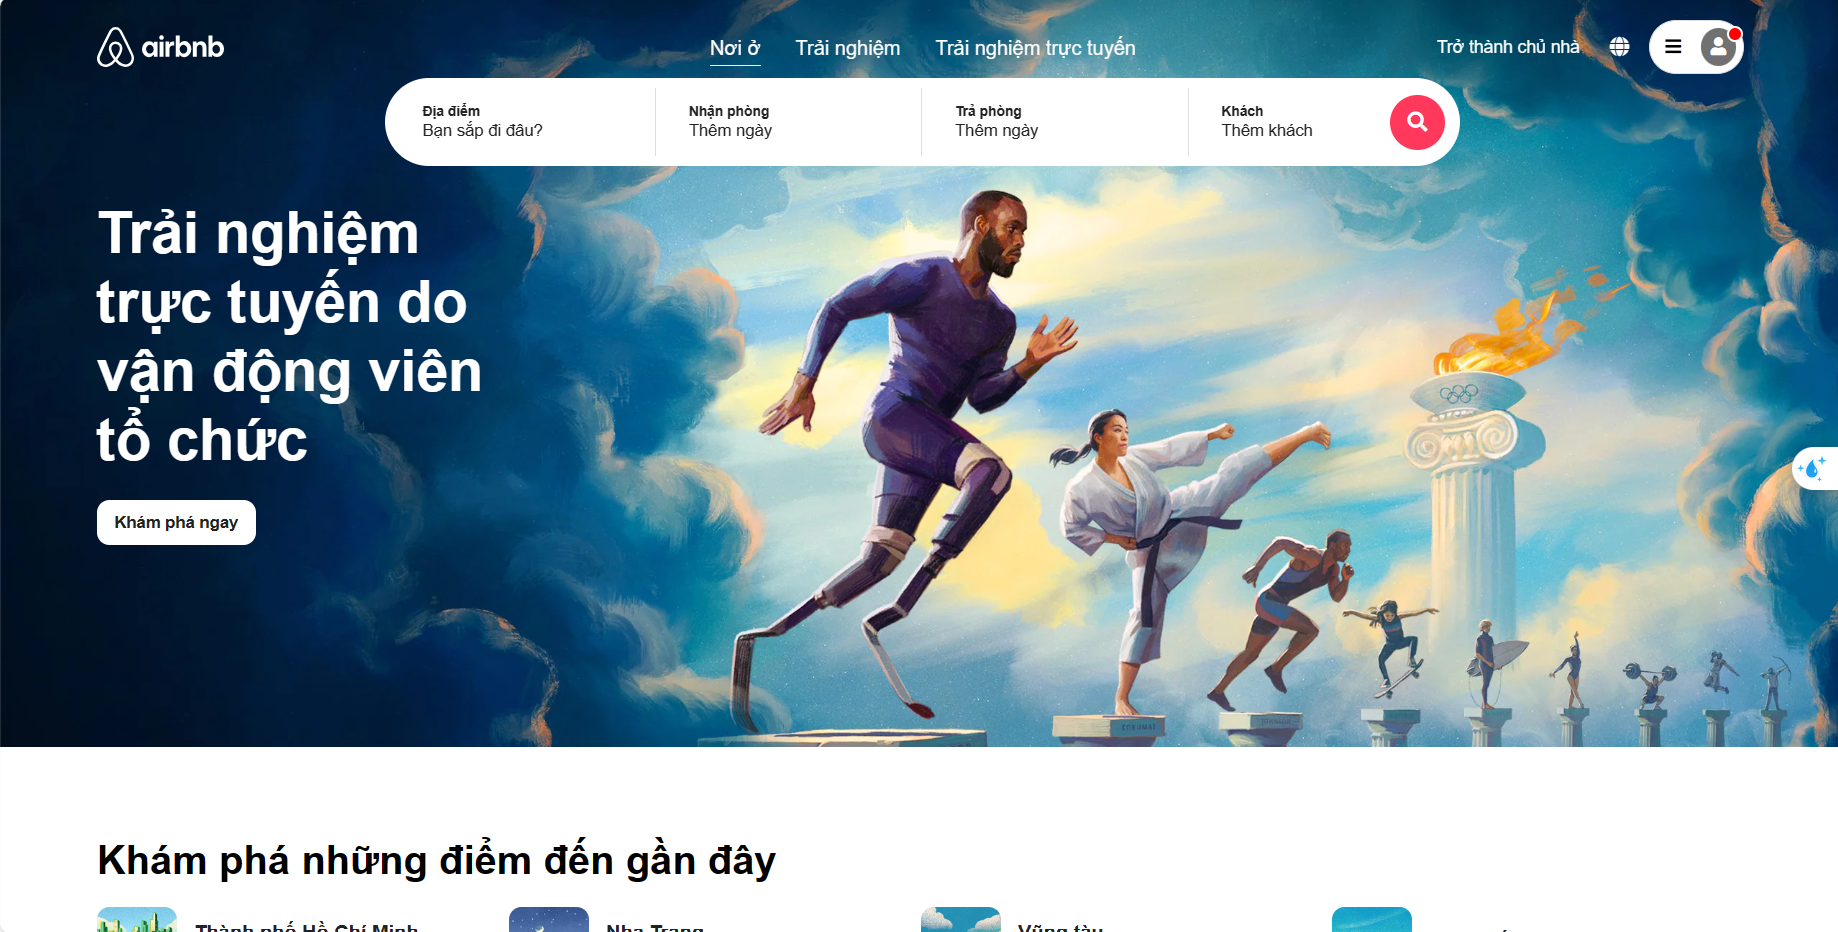 airbnb
Nơi ở
Trải nghiệm
Trải nghiệm trực tuyến
Trở thành chủ nhà
Địa điểm
Bạn sắp đi đâu?
Nhận phòng
Thêm ngày
Trả phòng
Thêm ngày
Khách
Thêm khách
Trải nghiệm
trực tuyến do
vận động viên
tổ chức
Khám phá ngay
Khám phá những điểm đến gần đây
Thành phố Hồ Chí Minh
Nha Trang
Vũng tàu